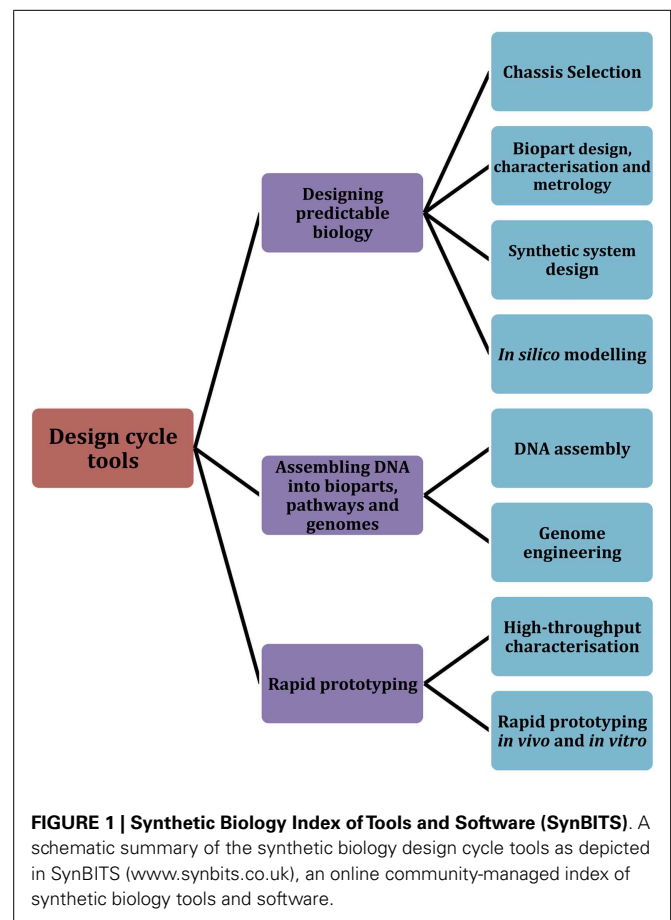 Chassis Selection
Biopart design,
characterisation and
metrology
Designing
predictable
biology
Synthetic system
design
In silico modelling
Design cycle
tools
DNA assembly
Assembling DNA
into bioparts,
pathways and
genomes
Genome
engineering
High-throughput
characterisation
Rapid prototyping
Rapid prototyping
in vivo and in vitro
FIGURE 1 | Synthetic Biology Index of Tools and Software (SynBITS). A
schematic summary of the synthetic biology design cycle tools as depicted
in SynBITS (www.synbits.co.uk), an online community-managed index of
synthetic biology tools and software.